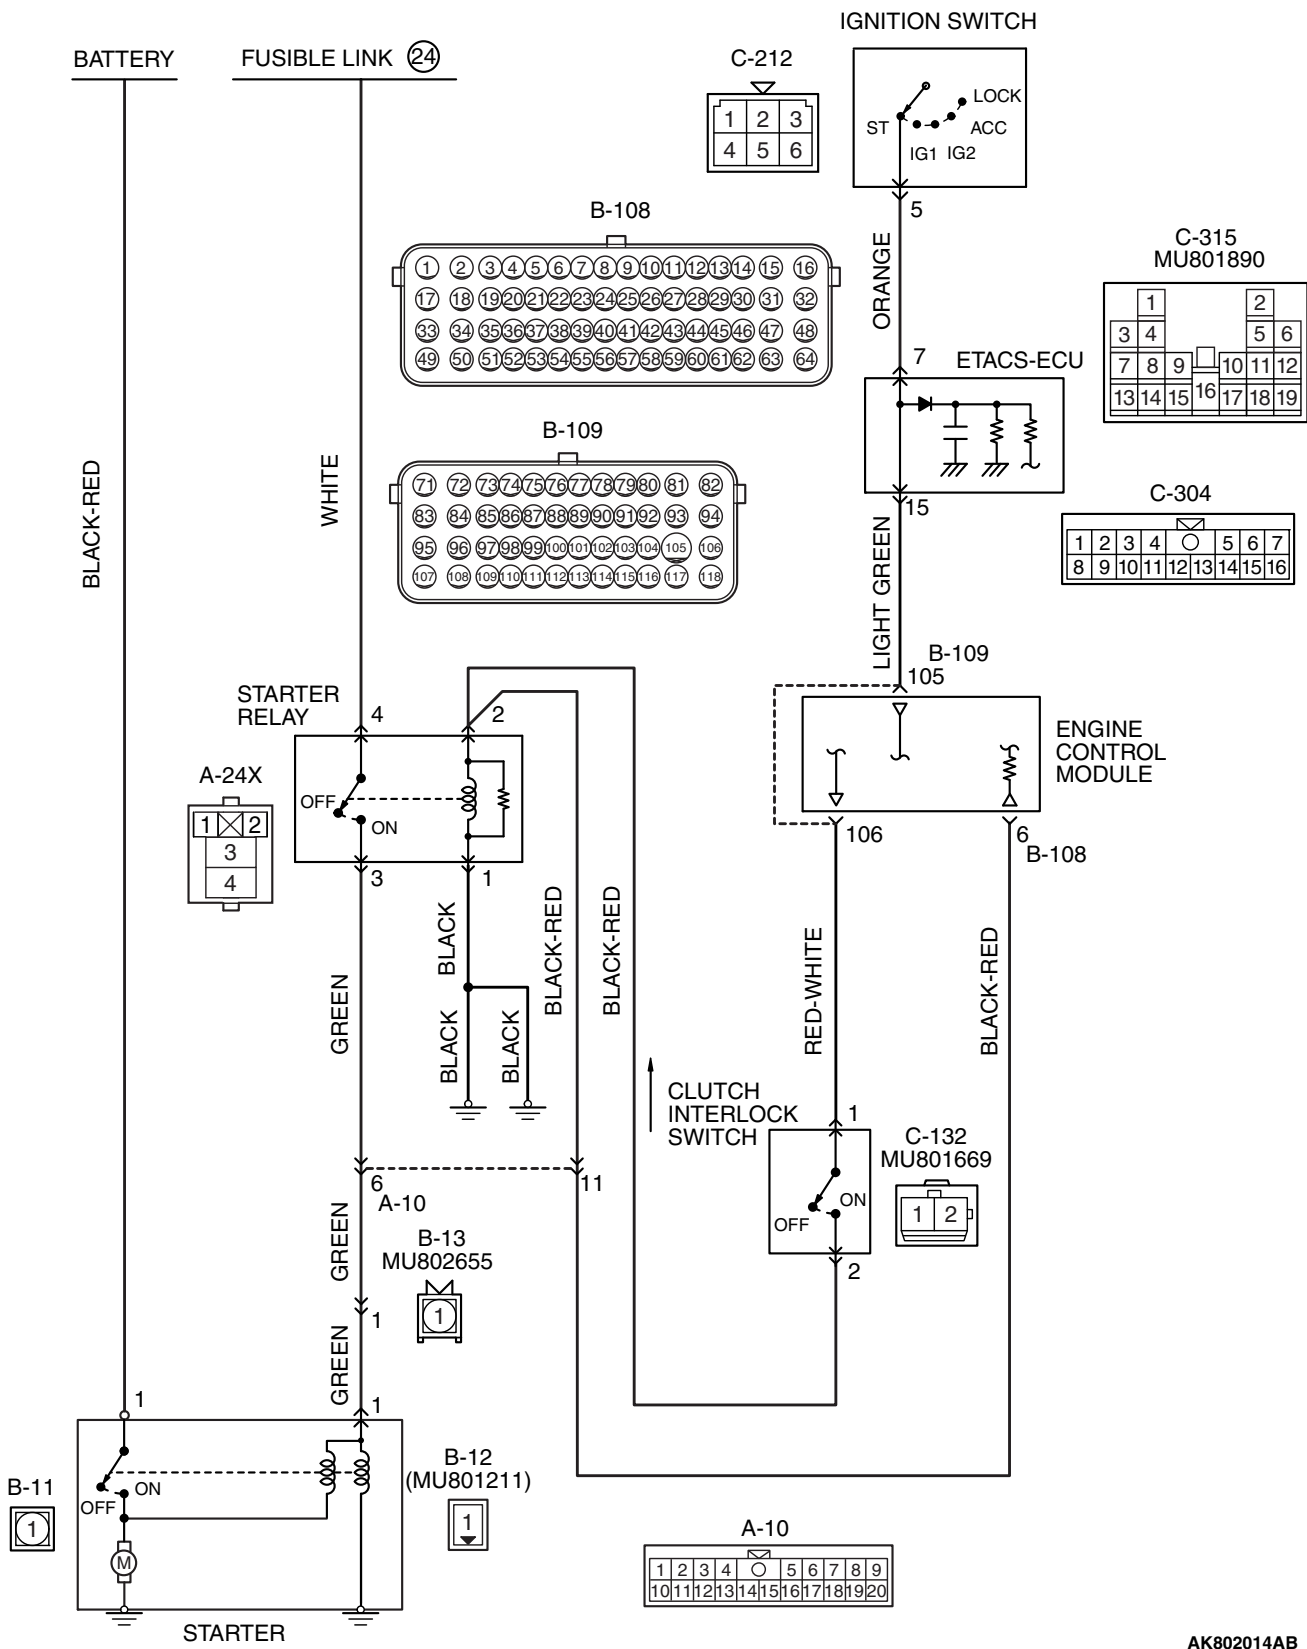 IGNITION SWITCH
BATTERY
FUSIBLE LINK 24
C-212
1 2 3
4 5 6
LOCK
ST
ACC
IG1 IG2
5
ORANGE
B-108
1 2 3 4 5 6 7 8 9 10 11 12 13 14 15 16
17 18 19 20 21 22 23 24 25 26 27 28 29 30 31 32
33 34 35 36 37 38 39 40 41 42 43 44 45 46 47 48
49 50 51 52 53 54 55 56 57 58 59 60 61 62 63 64
C-315
MU801890
1 2
3 4 5 6
7 8 9 10 11 12
13 14 15 16 17 18 19
7
ETACS-ECU
15
B-109
71 72 73 74 75 76 77 78 79 80 81 82
83 84 85 86 87 88 89 90 91 92 93 94
95 96 97 98 99 100 101 102 103 104 105 106
107 108 109 110 111 112 113 114 115 116 117 118
BLACK-RED
WHITE
C-304
1 2 3 4 5 6 7
8 9 10 11 12 13 14 15 16
LIGHT GREEN
B-109
105
STARTER
RELAY
4
2
A-24X
1 2
3
4
OFF
ON
3
1
ENGINE
CONTROL
MODULE
106
6
B-108
GREEN
BLACK
BLACK
BLACK
BLACK-RED
BLACK-RED
RED-WHITE
BLACK-RED
CLUTCH
INTERLOCK
SWITCH
1
C-132
MU801669
1 2
ON
OFF
2
6
A-10
11
GREEN
B-13
MU802655
1
1
GREEN
1
1
B-11
1
OFF
ON
M
B-12
(MU801211)
1
STARTER
A-10
1 2 3 4 5 6 7 8 9
10 11 12 13 14 15 16 17 18 19 20
AK802014AB